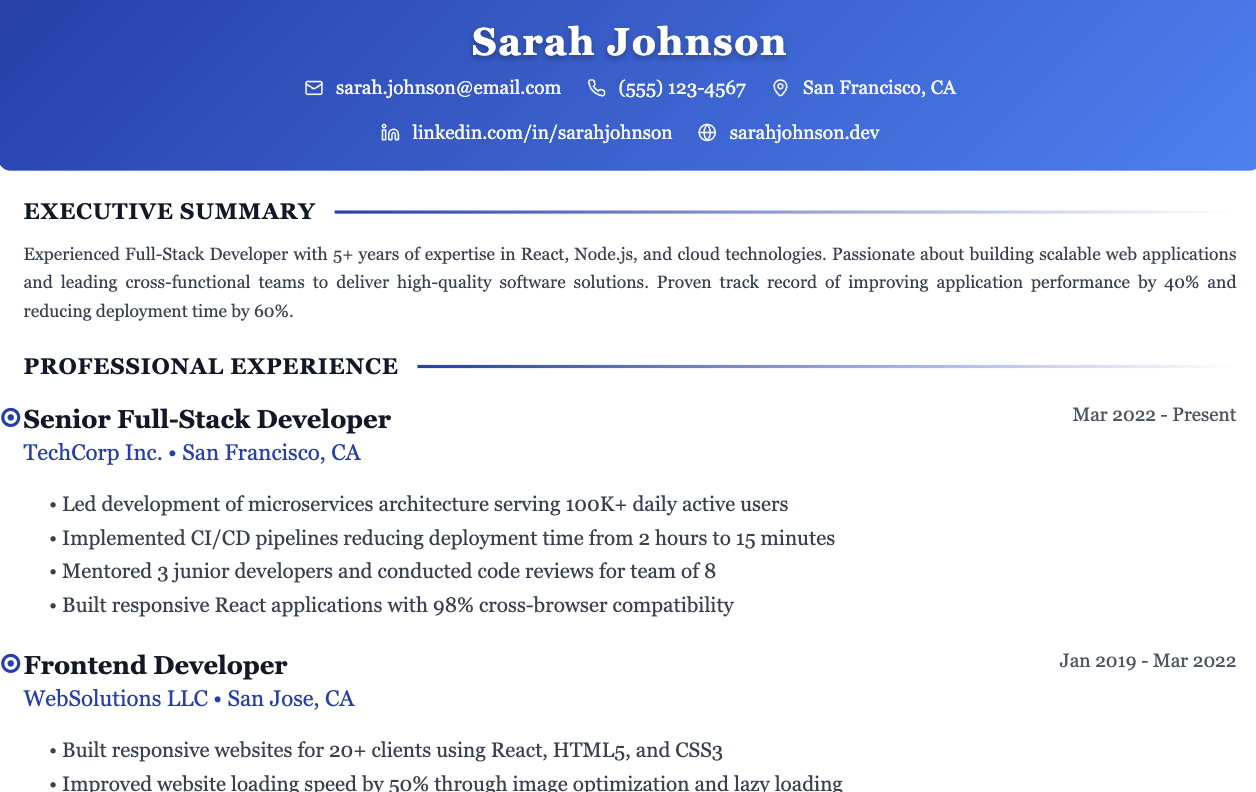 Sarah Johnson
sarah.johnson@email.com (555) 123-4567 San Francisco, CA
linkedin.com/in/sarahjohnson sarahjohnson.dev
EXECUTIVE SUMMARY
Experienced Full-Stack Developer with 5+ years of expertise in React, Node.js, and cloud technologies. Passionate about building scalable web applications
and leading cross-functional teams to deliver high-quality software solutions. Proven track record of improving application performance by 40% and
reducing deployment time by 60%.
PROFESSIONAL EXPERIENCE
Senior Full-Stack Developer Mar 2022 - Present
TechCorp Inc. • San Francisco, CA
• Led development of microservices architecture serving 100K+ daily active users
• Implemented CI/CD pipelines reducing deployment time from 2 hours to 15 minutes
• Mentored 3 junior developers and conducted code reviews for team of 8
• Built responsive React applications with 98% cross-browser compatibility
Frontend Developer Jan 2019 - Mar 2022
WebSolutions LLC • San Jose, CA
• Built responsive websites for 20+ clients using React, HTML5, and CSS3
• Improved website loading speed by 50% through image optimization and lazy loading